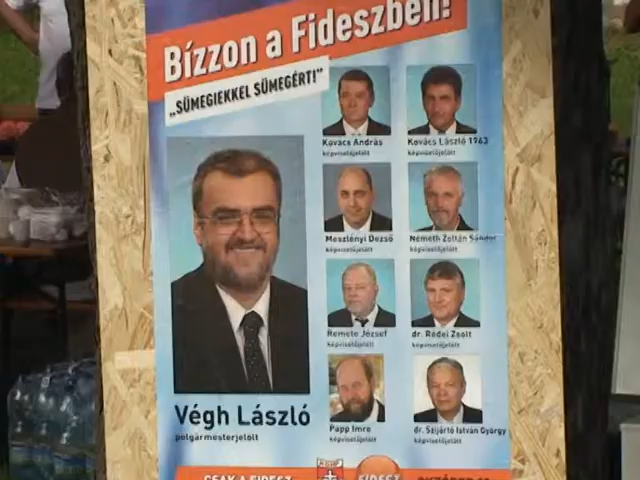 Bízzon a Fideszben!
„SÜMEGIEKKEL SÜMEGÉRT!"
Kovács András
képviselőjelölt
Kovács László 1963
képviselőjelölt
Meszlényi Dezső
képviselőjelölt
Németh Zoltán Sándor
képviselőjelölt
Remete József
képviselőjelölt
dr. Rédei Zsolt
képviselőjelölt
Végh László
polgármesterjelölt
Papp Imre
képviselőjelölt
dr. Szijártó István György
képviselőjelölt
CSAK A FIDESZ
FIDESZ